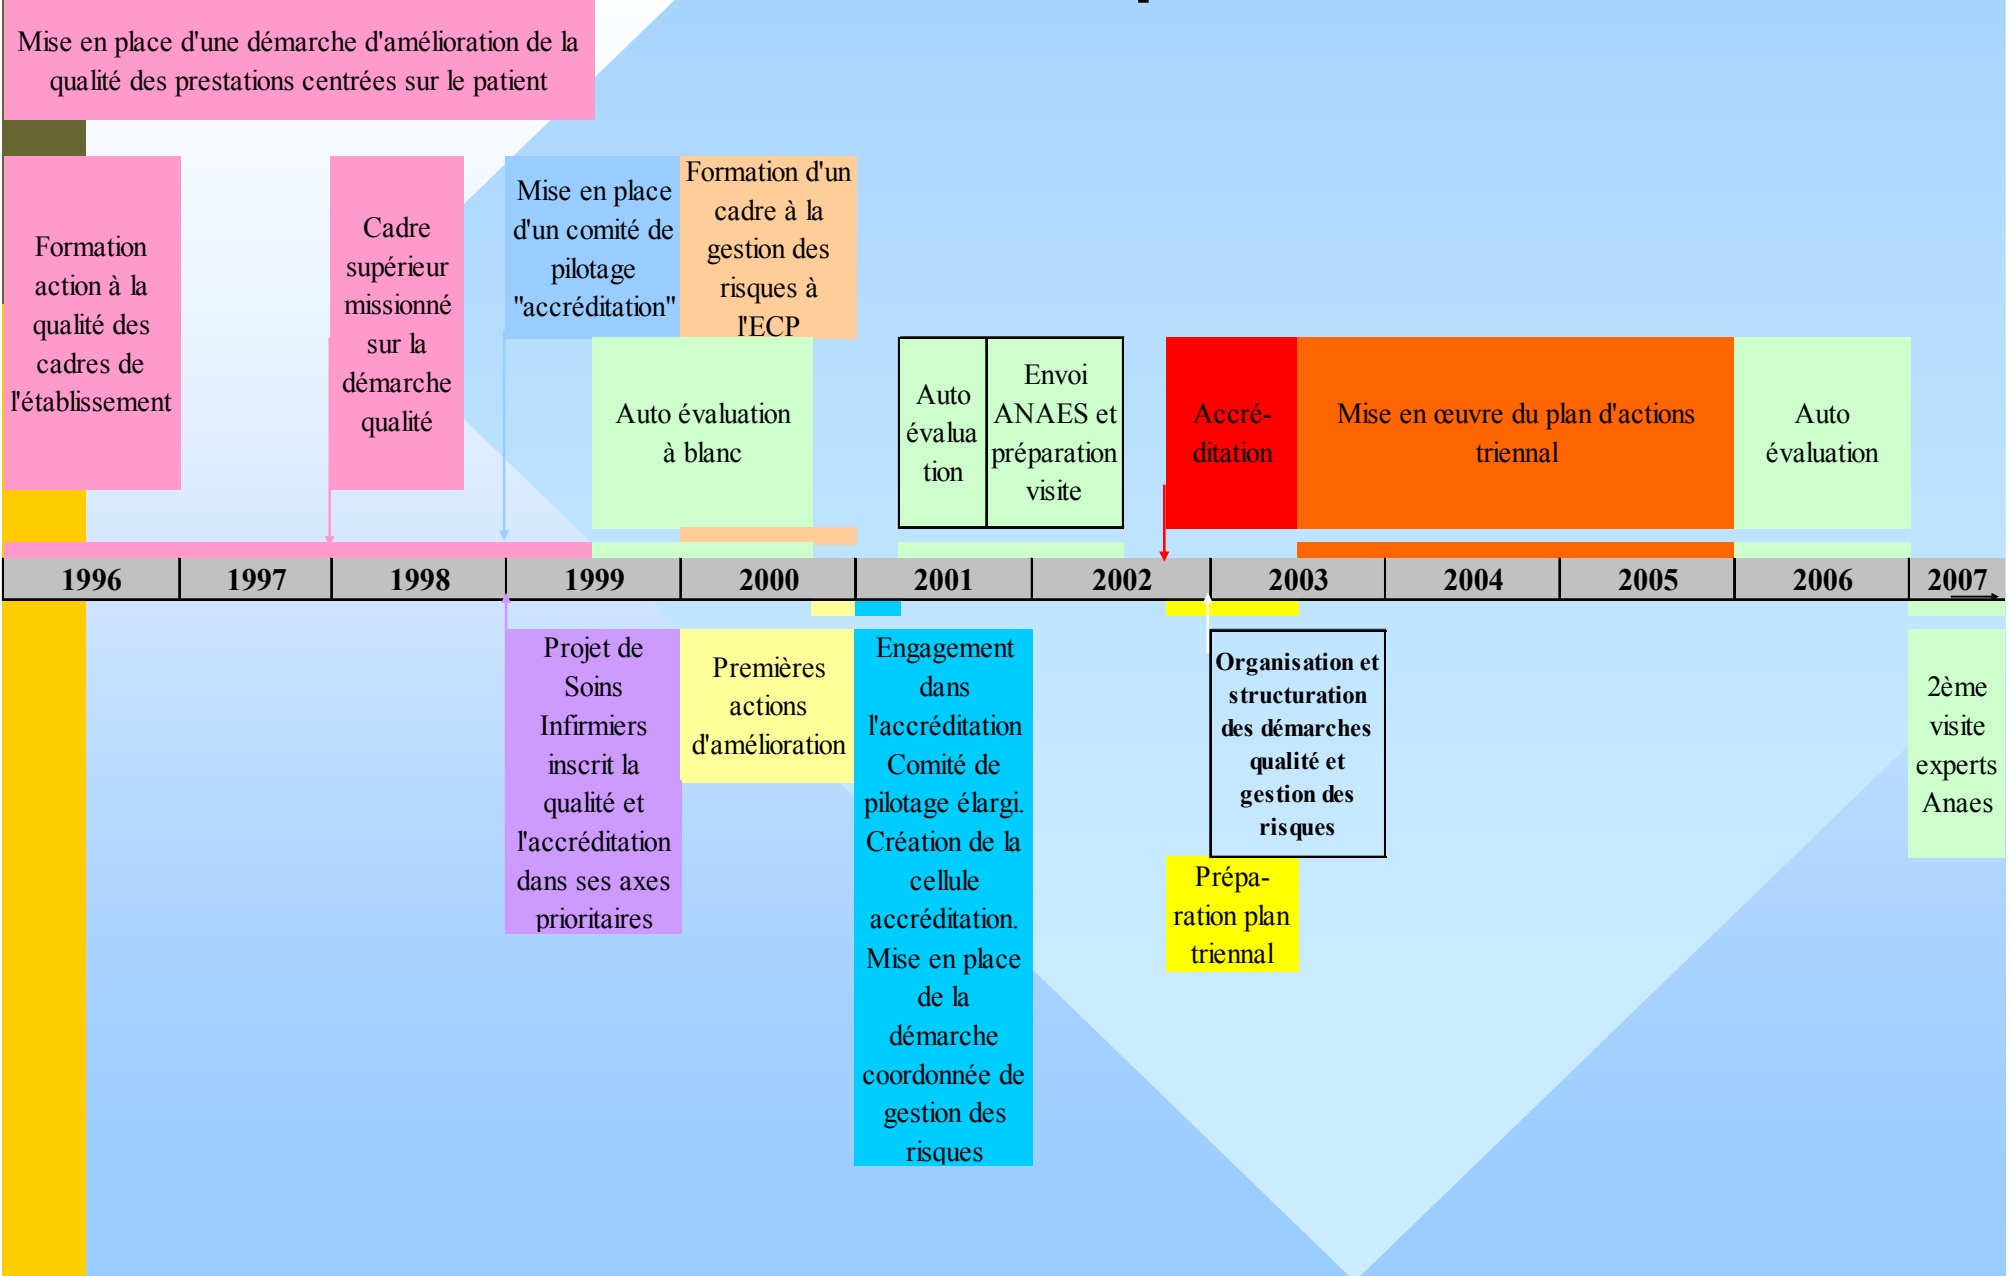 Mise en place d'une démarche d'amélioration de la
qualité des prestations centrées sur le patient
Formation
action à la
qualité des
cadres de
l'établissement
Cadre
supérieur
missionné
sur la
démarche
qualité
Mise en place
d'un comité de
pilotage
"accréditation"
Formation d'un
cadre à la
gestion des
risques à
l'ECP
Auto évaluation
à blanc
Auto
évalua
tion
Envoi
ANAES et
préparation
visite
Accré-
ditation
Mise en œuvre du plan d'actions
triennal
Auto
évaluation
1996 1997 1998 1999 2000 2001 2002 2003 2004 2005 2006 2007
Projet de
Soins
Infirmiers
inscrit la
qualité et
l'accréditation
dans ses axes
prioritaires
Premières
actions
d'amélioration
Engagement
dans
l'accréditation
Comité de
pilotage élargi.
Création de la
cellule
accréditation.
Mise en place
de la
démarche
coordonnée de
gestion des
risques
Organisation et
structuration
des démarches
qualité et
gestion des
risques
Prépa-
ration plan
triennal
2ème
visite
experts
Anaes